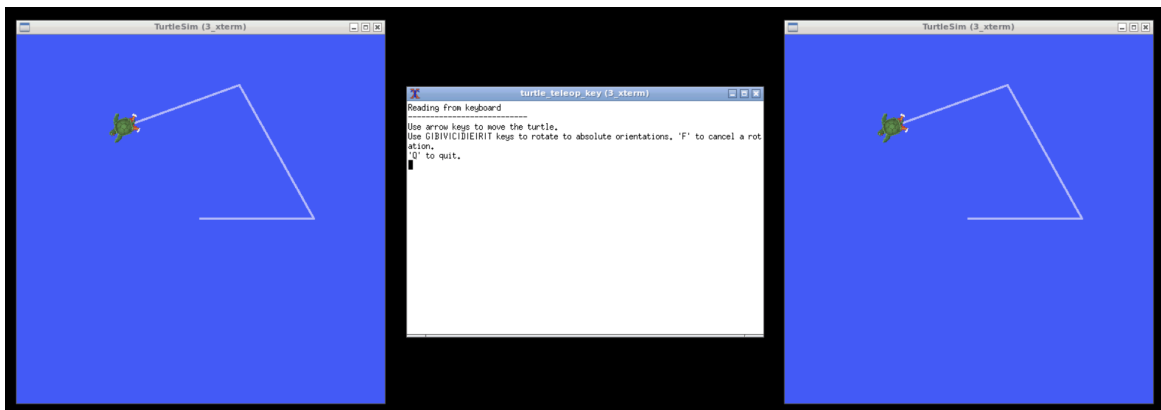 TurtleSim (3_xterm)
turtle_teleop_key (3_xterm)
Reading from keyboard
---------------------------
Use arrow keys to move the turtle.
Use G|B|V|C|D|E|R|T keys to rotate to absolute orientations. 'F' to cancel a rot
ation.
'Q' to quit.
TurtleSim (3_xterm)